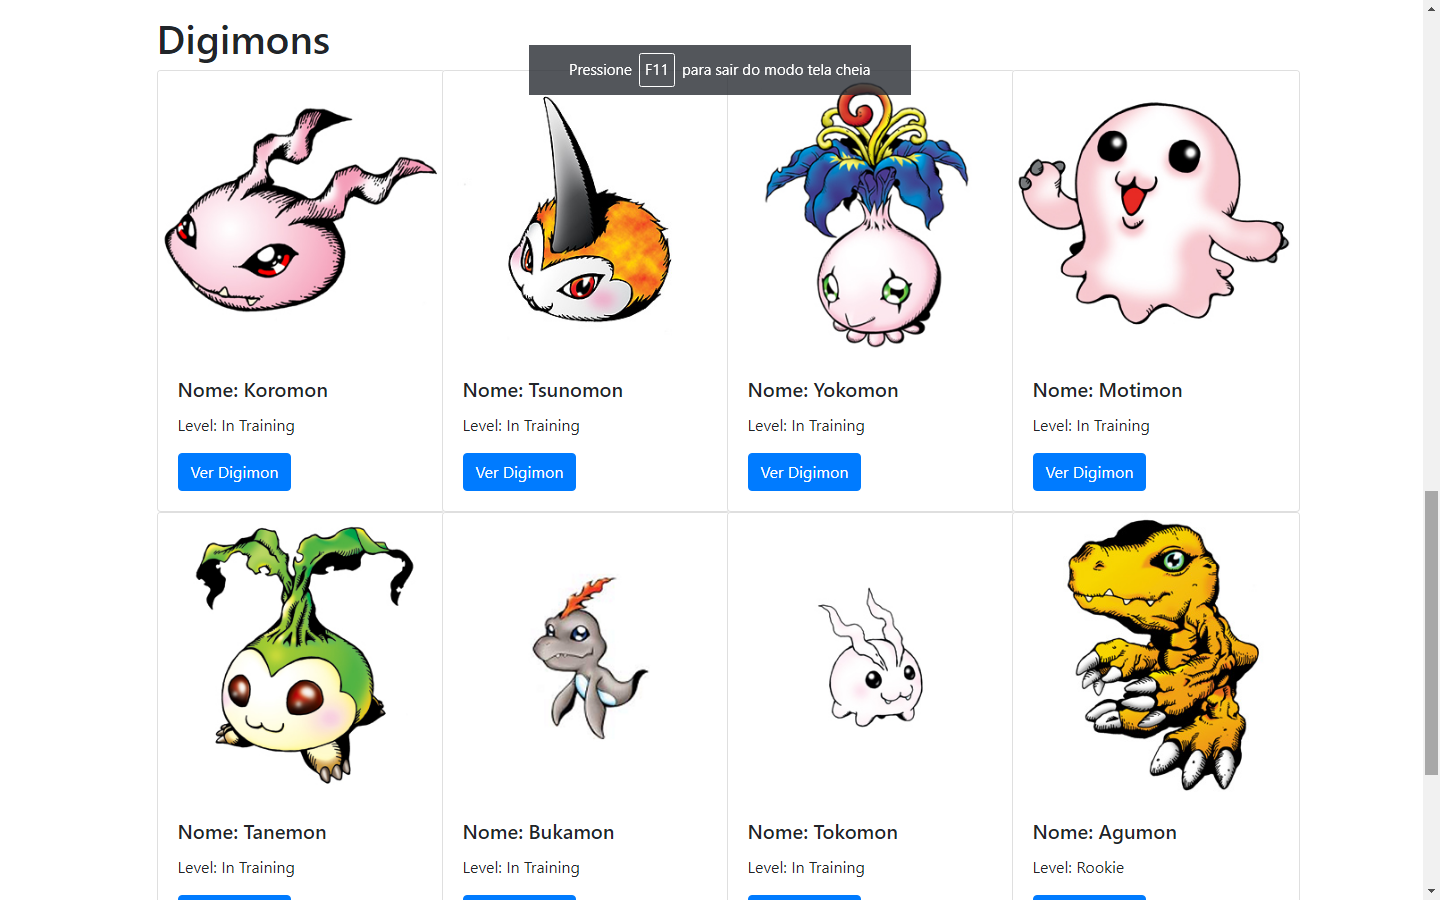 Digimons
Pressione F11 para sair do modo tela cheia
Nome: Koromon
Level: In Training
Ver Digimon
Nome: Tsunomon
Level: In Training
Ver Digimon
Nome: Yokomon
Level: In Training
Ver Digimon
Nome: Motimon
Level: In Training
Ver Digimon
Nome: Tanemon
Level: In Training
Nome: Bukamon
Level: In Training
Nome: Tokomon
Level: In Training
Nome: Agumon
Level: Rookie